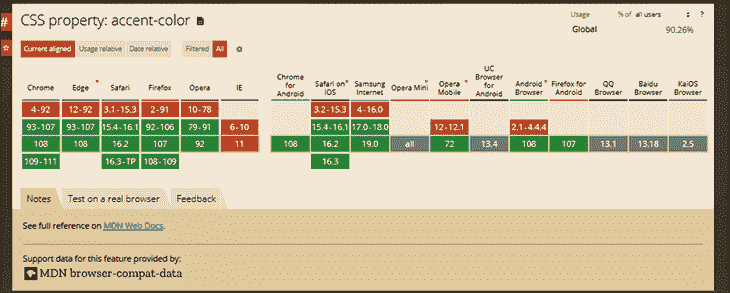 #
☆
CSS property: accent-color
Usage % of all users ?
Global 90.26%
Current aligned Usage relative Date relative Filtered All
Chrome Edge * Safari Firefox Opera IE Chrome for Android Safari on iOS * Samsung Internet Opera Mini * Opera Mobile * UC Browser for Android Android Browser * Firefox for Android QQ Browser Baidu Browser KaiOS Browser
4-92 12-92 3.1-15.3 2-91 10-78 3.2-15.3 4-16.0
93-107 93-107 15.4-16.1 92-106 79-91 6-10 15.4-16.1 17.0-18.0 12-12.1 2.1-4.4.4
108 108 16.2 107 92 11 108 16.2 19.0 all 72 13.4 108 107 13.1 13.18 2.5
109-111 16.3-TP 108-109 16.3
Notes Test on a real browser Feedback
See full reference on MDN Web Docs.
Support data for this feature provided by:
MDN browser-compat-data